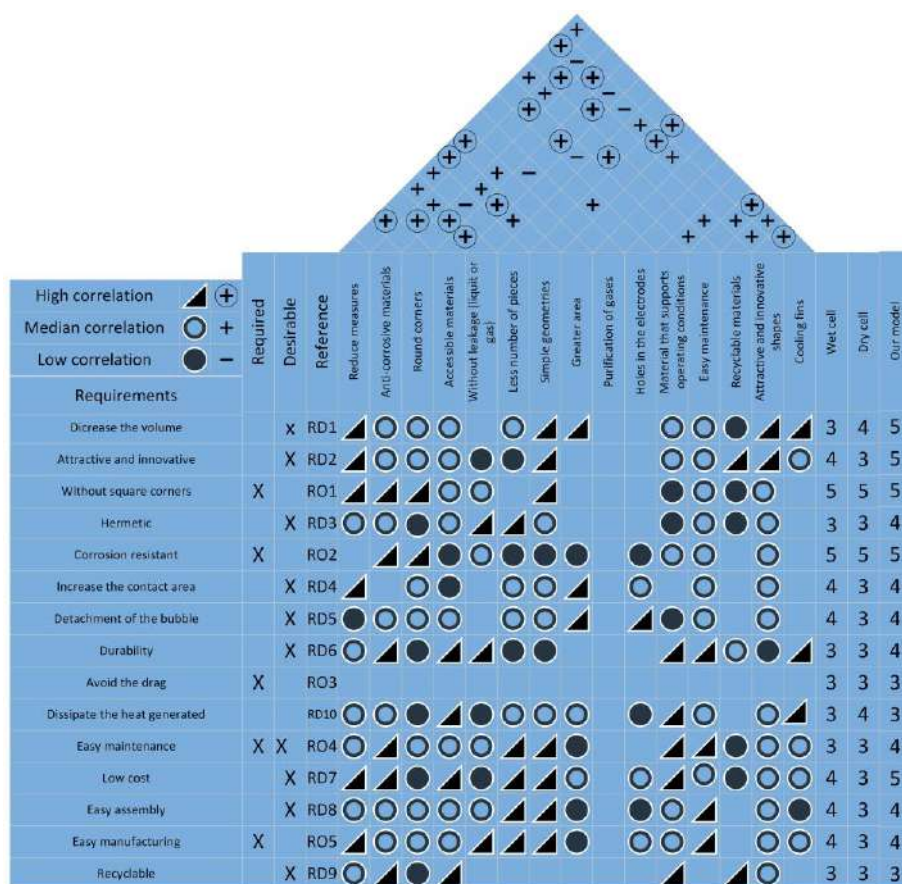 High correlation +
Median correlation +
Low correlation −
Requirements
Required
Desirable
Reference
Reduce measures
Anti-corrosive materials
Round corners
Accessible materials
Without leakage (liquit or
gas)
Less number of pieces
Simple geometries
Greater area
Purification of gases
Holes in the electrodes
Material that supports
operating conditions
Easy maintenance
Recyclable materials
Attractive and innovative
shapes
Cooling fins
Wet cell
Dry cell
Our model
Dicrease the volume x RD1 3 4 5
Attractive and innovative X RD2 4 3 5
Without square corners X RO1 5 5 5
Hermetic X RD3 3 3 4
Corrosion resistant X RO2 5 5 5
Increase the contact area X RD4 4 3 4
Detachment of the bubble X RD5 4 3 4
Durability X RD6 3 3 4
Avoid the drag X RO3 3 3 3
Dissipate the heat generated RD10 3 4 3
Easy maintenance X X RO4 3 3 4
Low cost X RD7 4 3 5
Easy assembly X RD8 4 3 4
Easy manufacturing X RO5 4 3 4
Recyclable X RD9 3 3 3